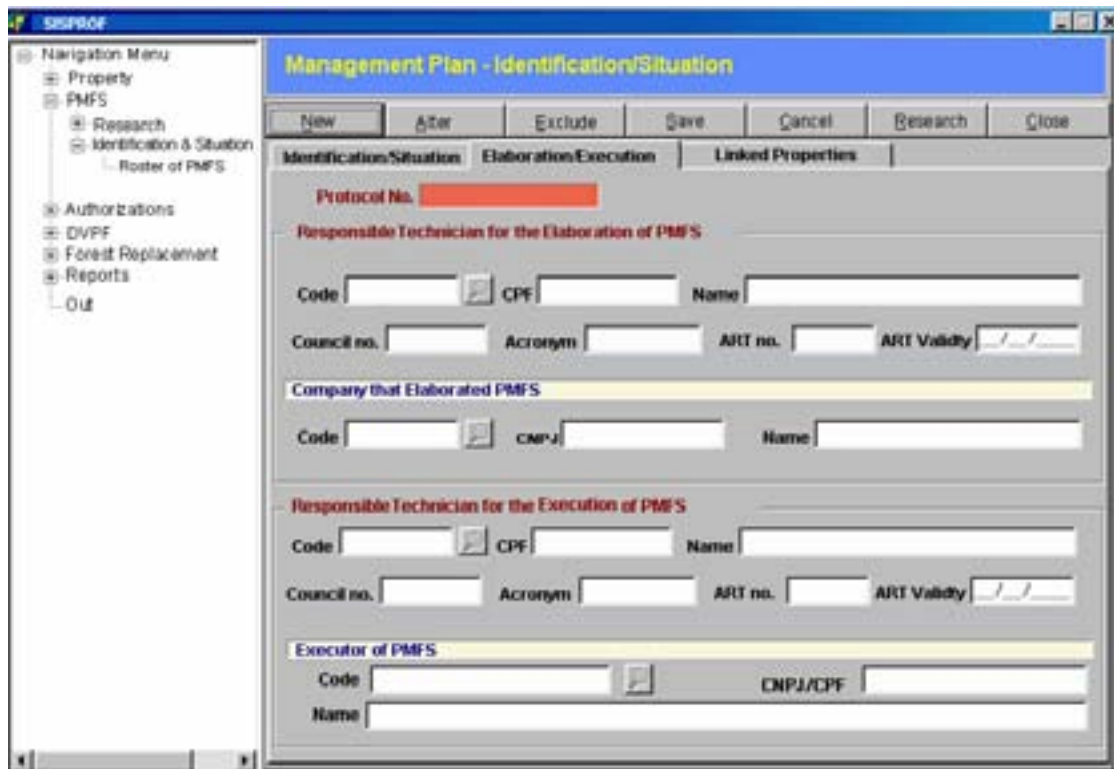 SISPROF
Navigation Menu
Property
PMFS
Research
Identification & Situation
Roster of PMFS
Authorizations
DVPF
Forest Replacement
Reports
Out
Management Plan - Identification/Situation
New Alter Exclude Save Cancel Research Close
Identification/Situation Elaboration/Execution Linked Properties
Protocol No.
Responsible Technician for the Elaboration of PMFS
Code CPF Name
Council no. Acronym ART no. ART Validty _/_/_
Company that Elaborated PMFS
Code CNPJ Name
Responsible Technician for the Execution of PMFS
Code CPF Name
Council no. Acronym ART no. ART Validty _/_/_
Executor of PMFS
Code CNPJ/CPF
Name